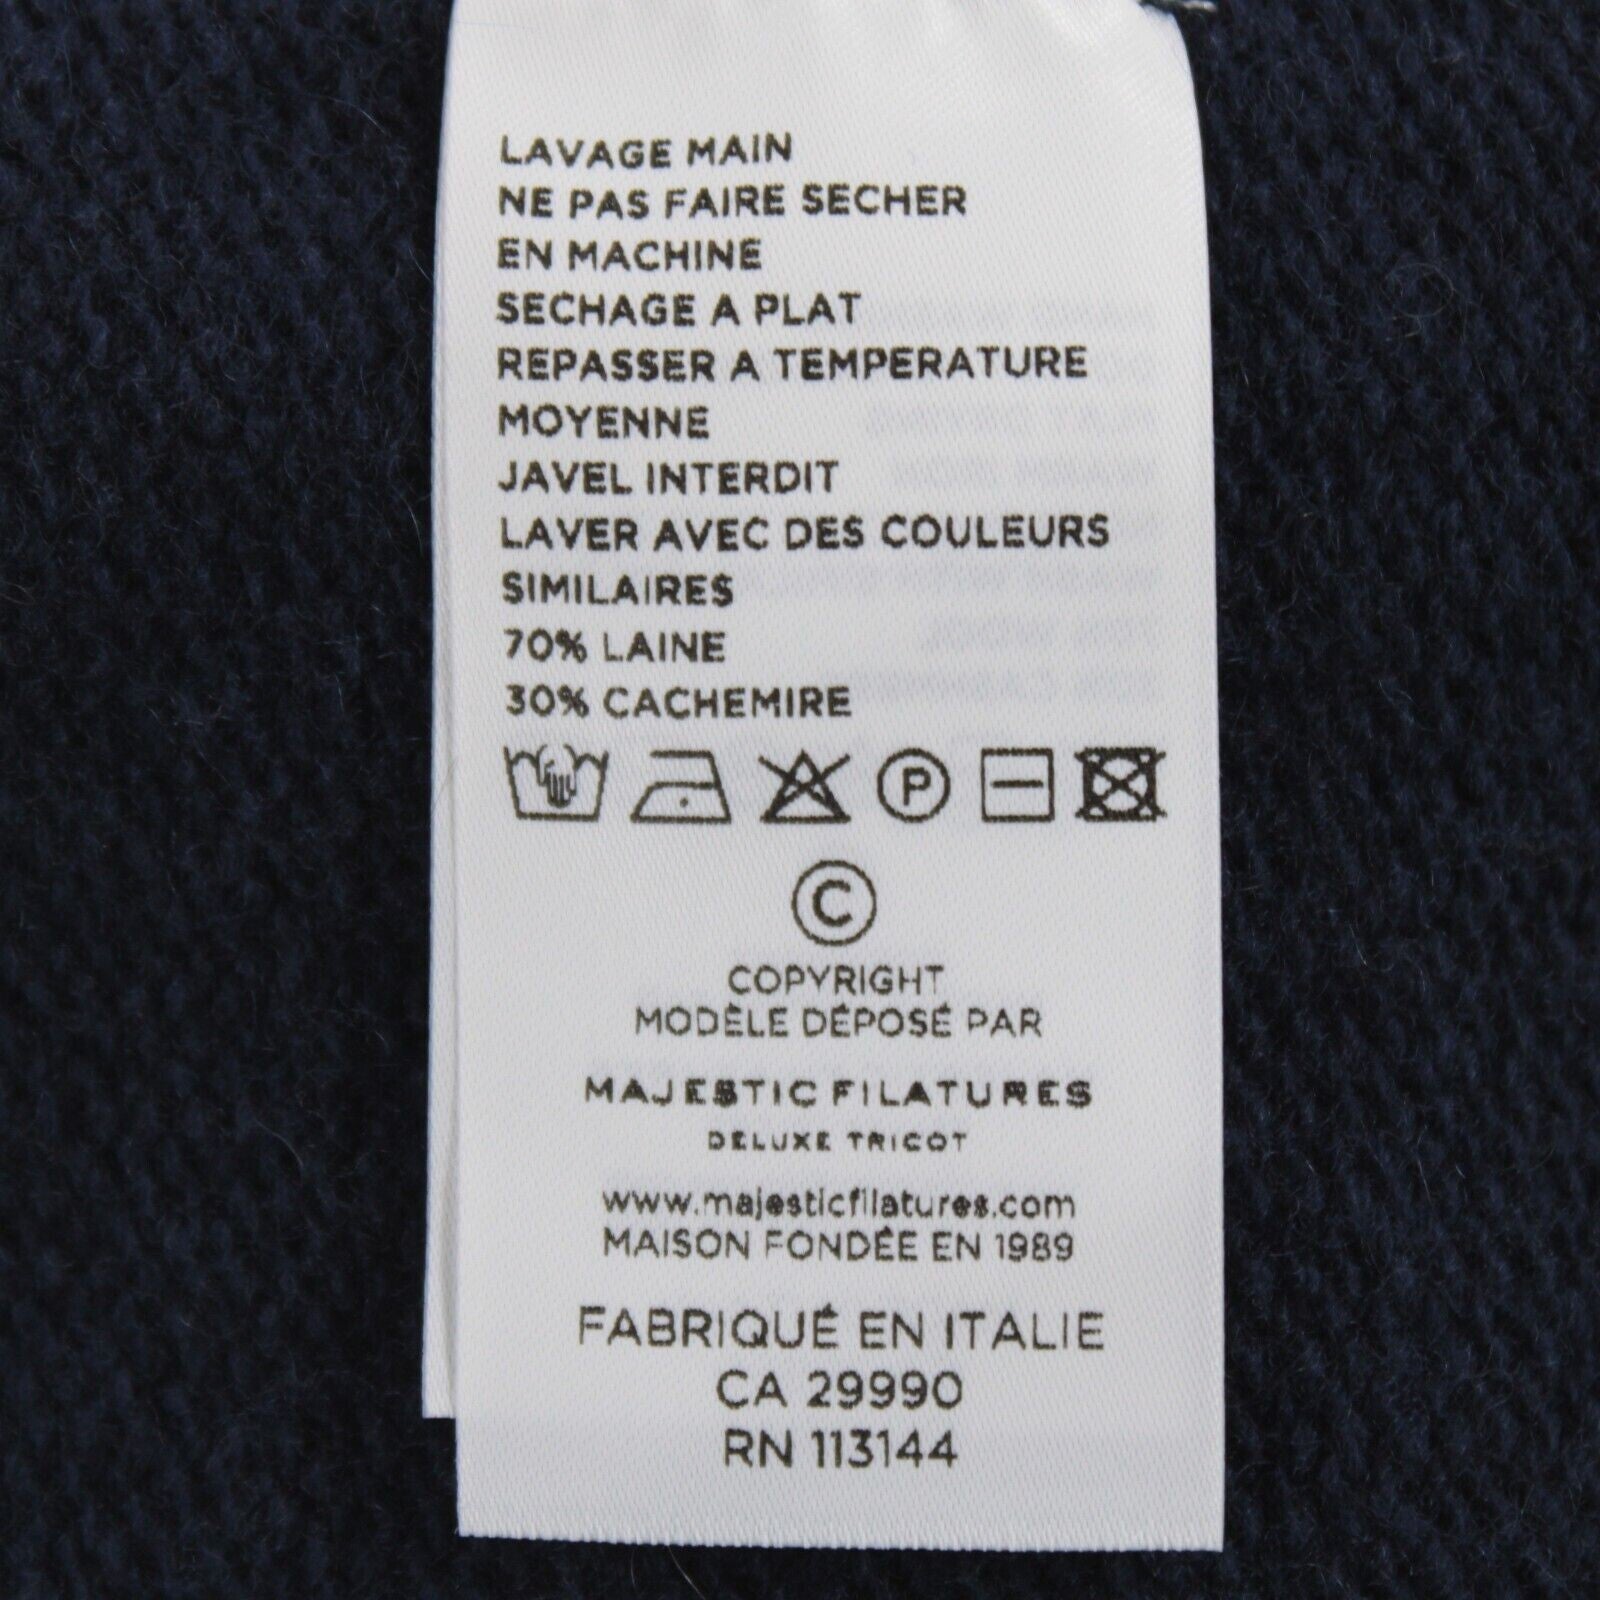 LAVAGE MAIN
NE PAS FAIRE SECHER
EN MACHINE
SECHAGE A PLAT
REPASSER A TEMPERATURE
MOYENNE
JAVEL INTERDIT
LAVER AVEC DES COULEURS
SIMILAIRES
70% LAINE
30% CACHEMIRE
P
©
COPYRIGHT
MODÈLE DÉPOSÉ PAR
MAJESTIC FILATURES
DELUXE TRICOT
www.majesticfilatures.com
MAISON FONDÉE EN 1989
FABRIQUÉ EN ITALIE
CA 29990
RN 113144